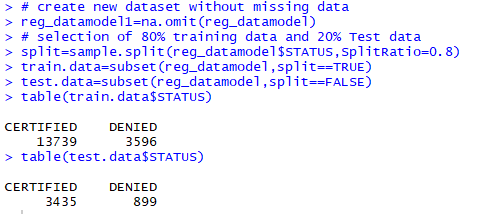 > # create new dataset without missing data
> reg_datamodel1=na.omit(reg_datamodel)
> # selection of 80% training data and 20% Test data
> split=sample.split(reg_datamodel$STATUS,SplitRatio=0.8)
> train.data=subset(reg_datamodel,split==TRUE)
> test.data=subset(reg_datamodel,split==FALSE)
> table(train.data$STATUS)
CERTIFIED    DENIED
    13739      3596
> table(test.data$STATUS)
CERTIFIED    DENIED
     3435       899